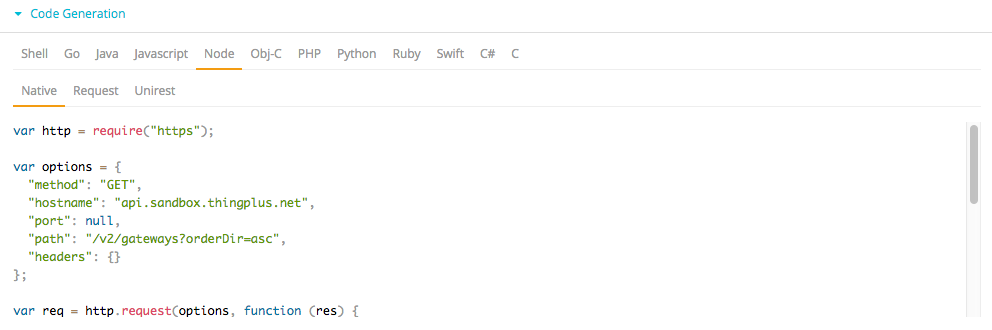 Code Generation
Shell Go Java Javascript Node Obj-C PHP Python Ruby Swift C# C
Native Request Unirest
var http = require("https");
var options = {
  "method": "GET",
  "hostname": "api.sandbox.thingplus.net",
  "port": null,
  "path": "/v2/gateways?orderDir=asc",
  "headers": {}
};
var req = http.request(options, function (res) {